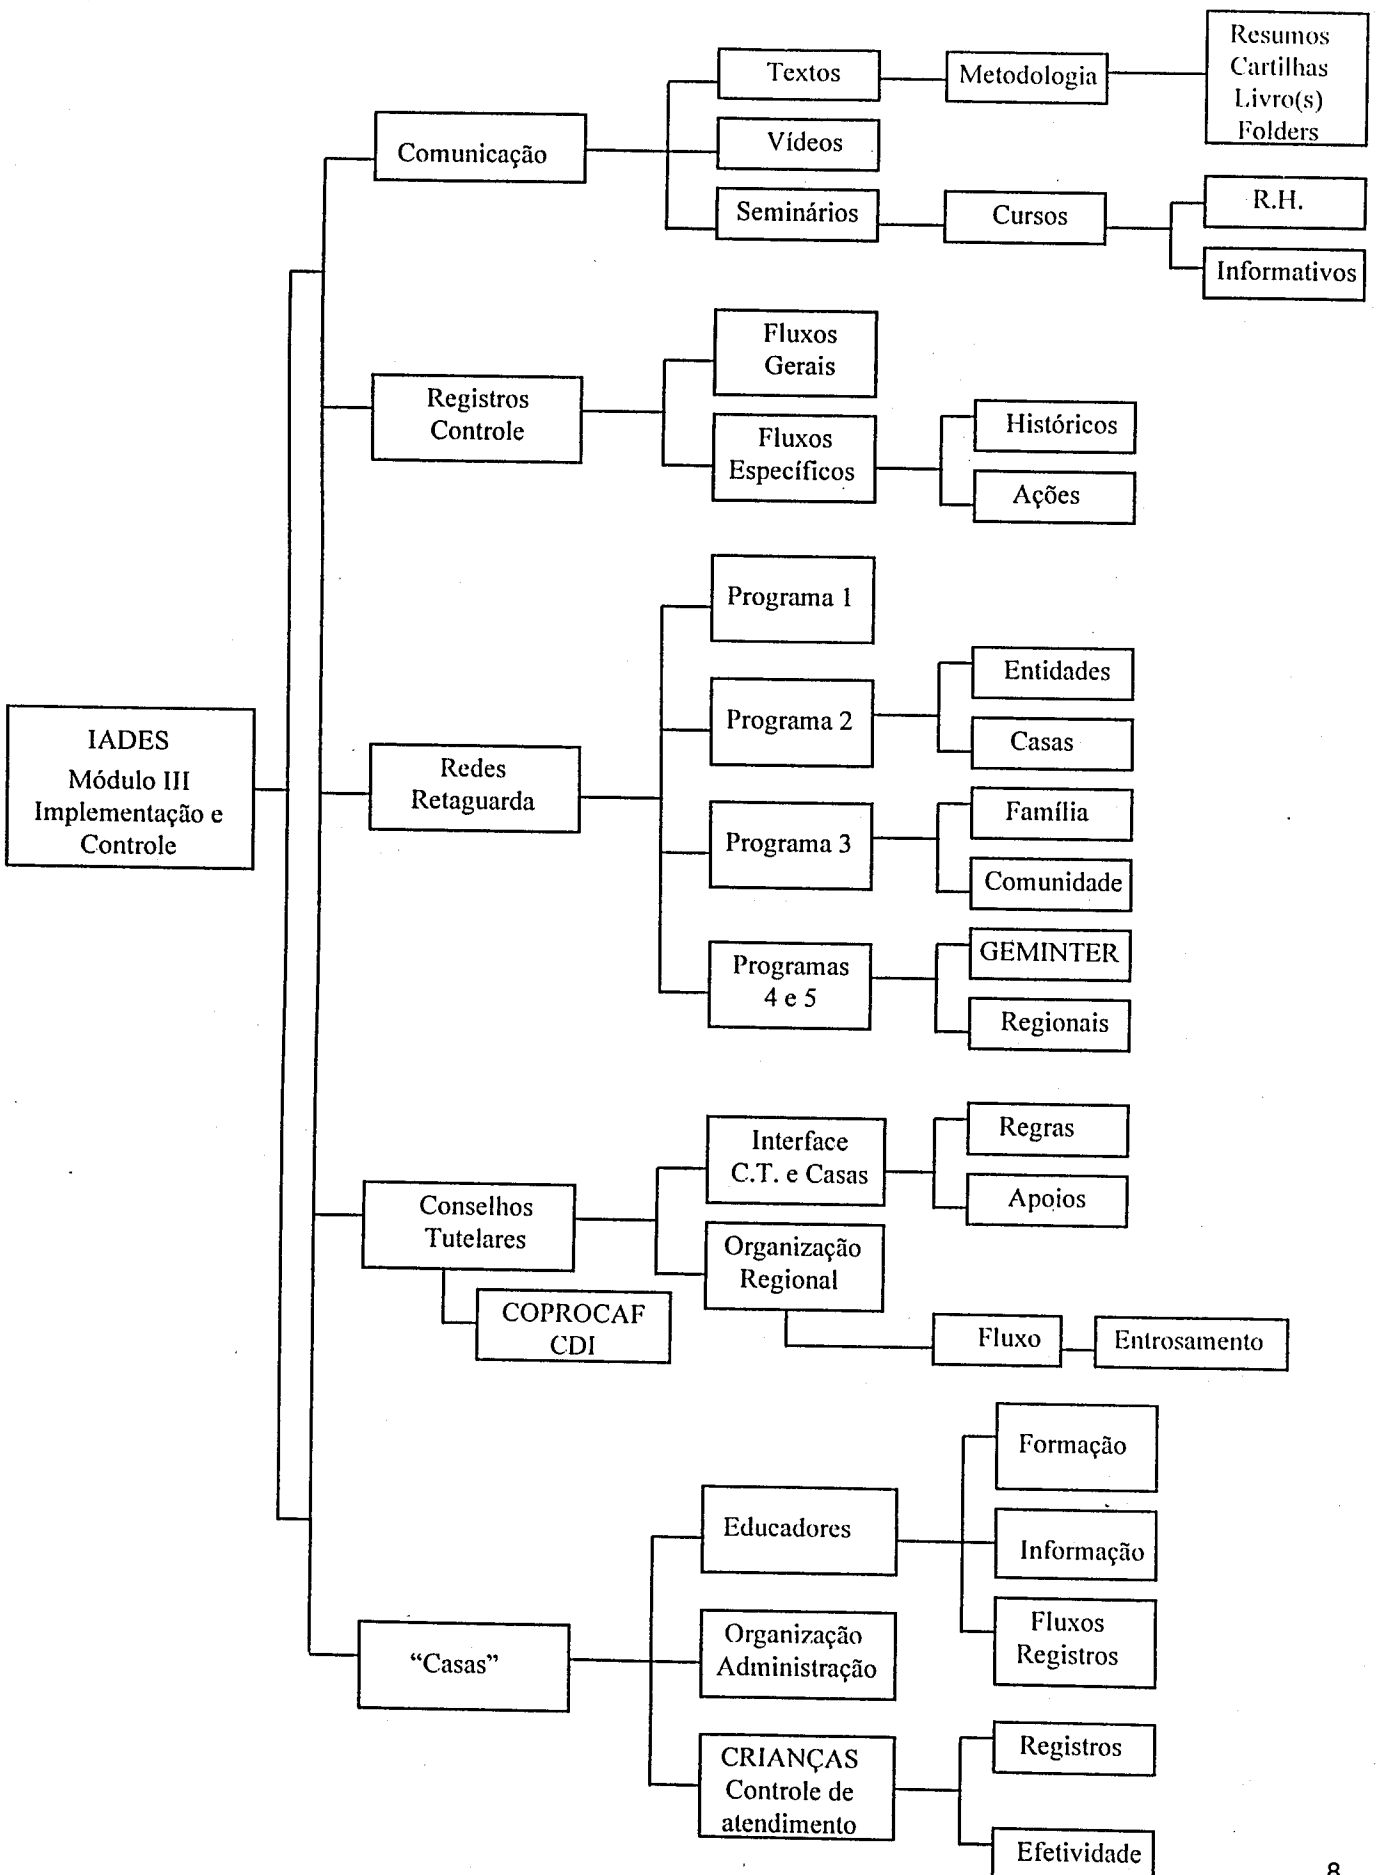 Resumos
Cartilhas
Livro(s)
Folders
Textos
Metodologia
Comunicação
Vídeos
Seminários
Cursos
R.H.
Informativos
Fluxos
Gerais
Registros
Controle
Fluxos
Específicos
Históricos
Ações
Programa 1
IADES
Módulo III
Implementação e
Controle
Redes
Retaguarda
Programa 2
Entidades
Casas
Programa 3
Família
Comunidade
Programas
4 e 5
GEMINTER
Regionais
Conselhos
Tutelares
COPROCAF
CDI
Interface
C.T. e Casas
Regras
Apoios
Organização
Regional
Fluxo
Entrosamento
"Casas"
Educadores
Formação
Informação
Fluxos
Registros
Organização
Administração
CRIANÇAS
Controle de
atendimento
Registros
Efetividade
8